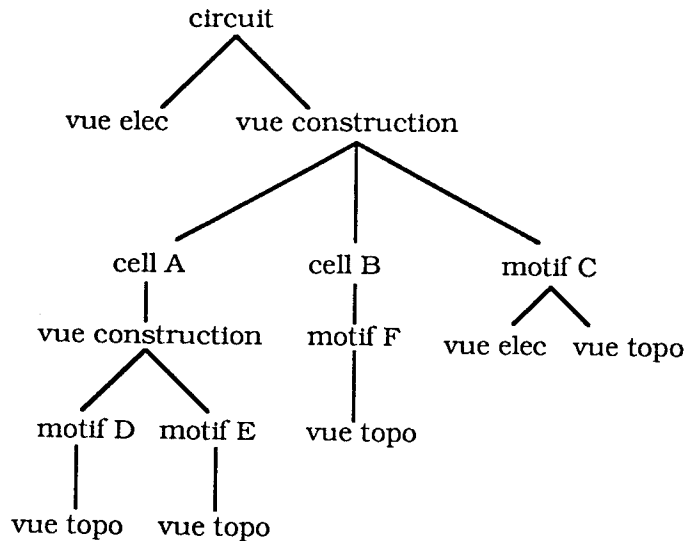 circuit
vue elec vue construction
cell A cell B motif C
vue construction motif F vue elec vue topo
motif D motif E vue topo
vue topo vue topo